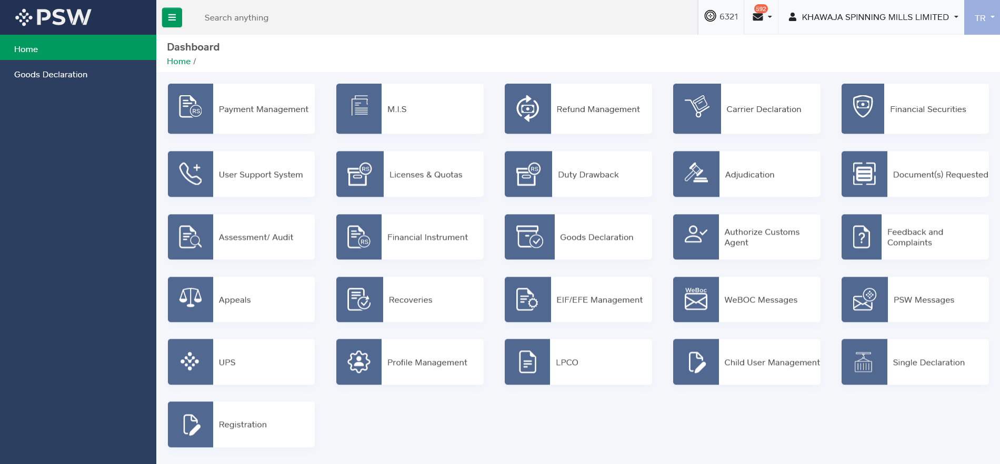 PSW
Search anything
6321
592
KHAWAJA SPINNING MILLS LIMITED
TR
Home
Goods Declaration
Dashboard
Home /
RS
Payment Management
M.I.S
Refund Management
Carrier Declaration
Financial Securities
User Support System
RS
Licenses & Quotas
RS
Duty Drawback
Adjudication
Document(s) Requested
Assessment/ Audit
RS
Financial Instrument
Goods Declaration
Authorize Customs
Agent
?
Feedback and
Complaints
Appeals
Recoveries
EIF/EFE Management
WeBoc
WeBOC Messages
PSW Messages
UPS
Profile Management
LPCO
Child User Management
Single Declaration
Registration